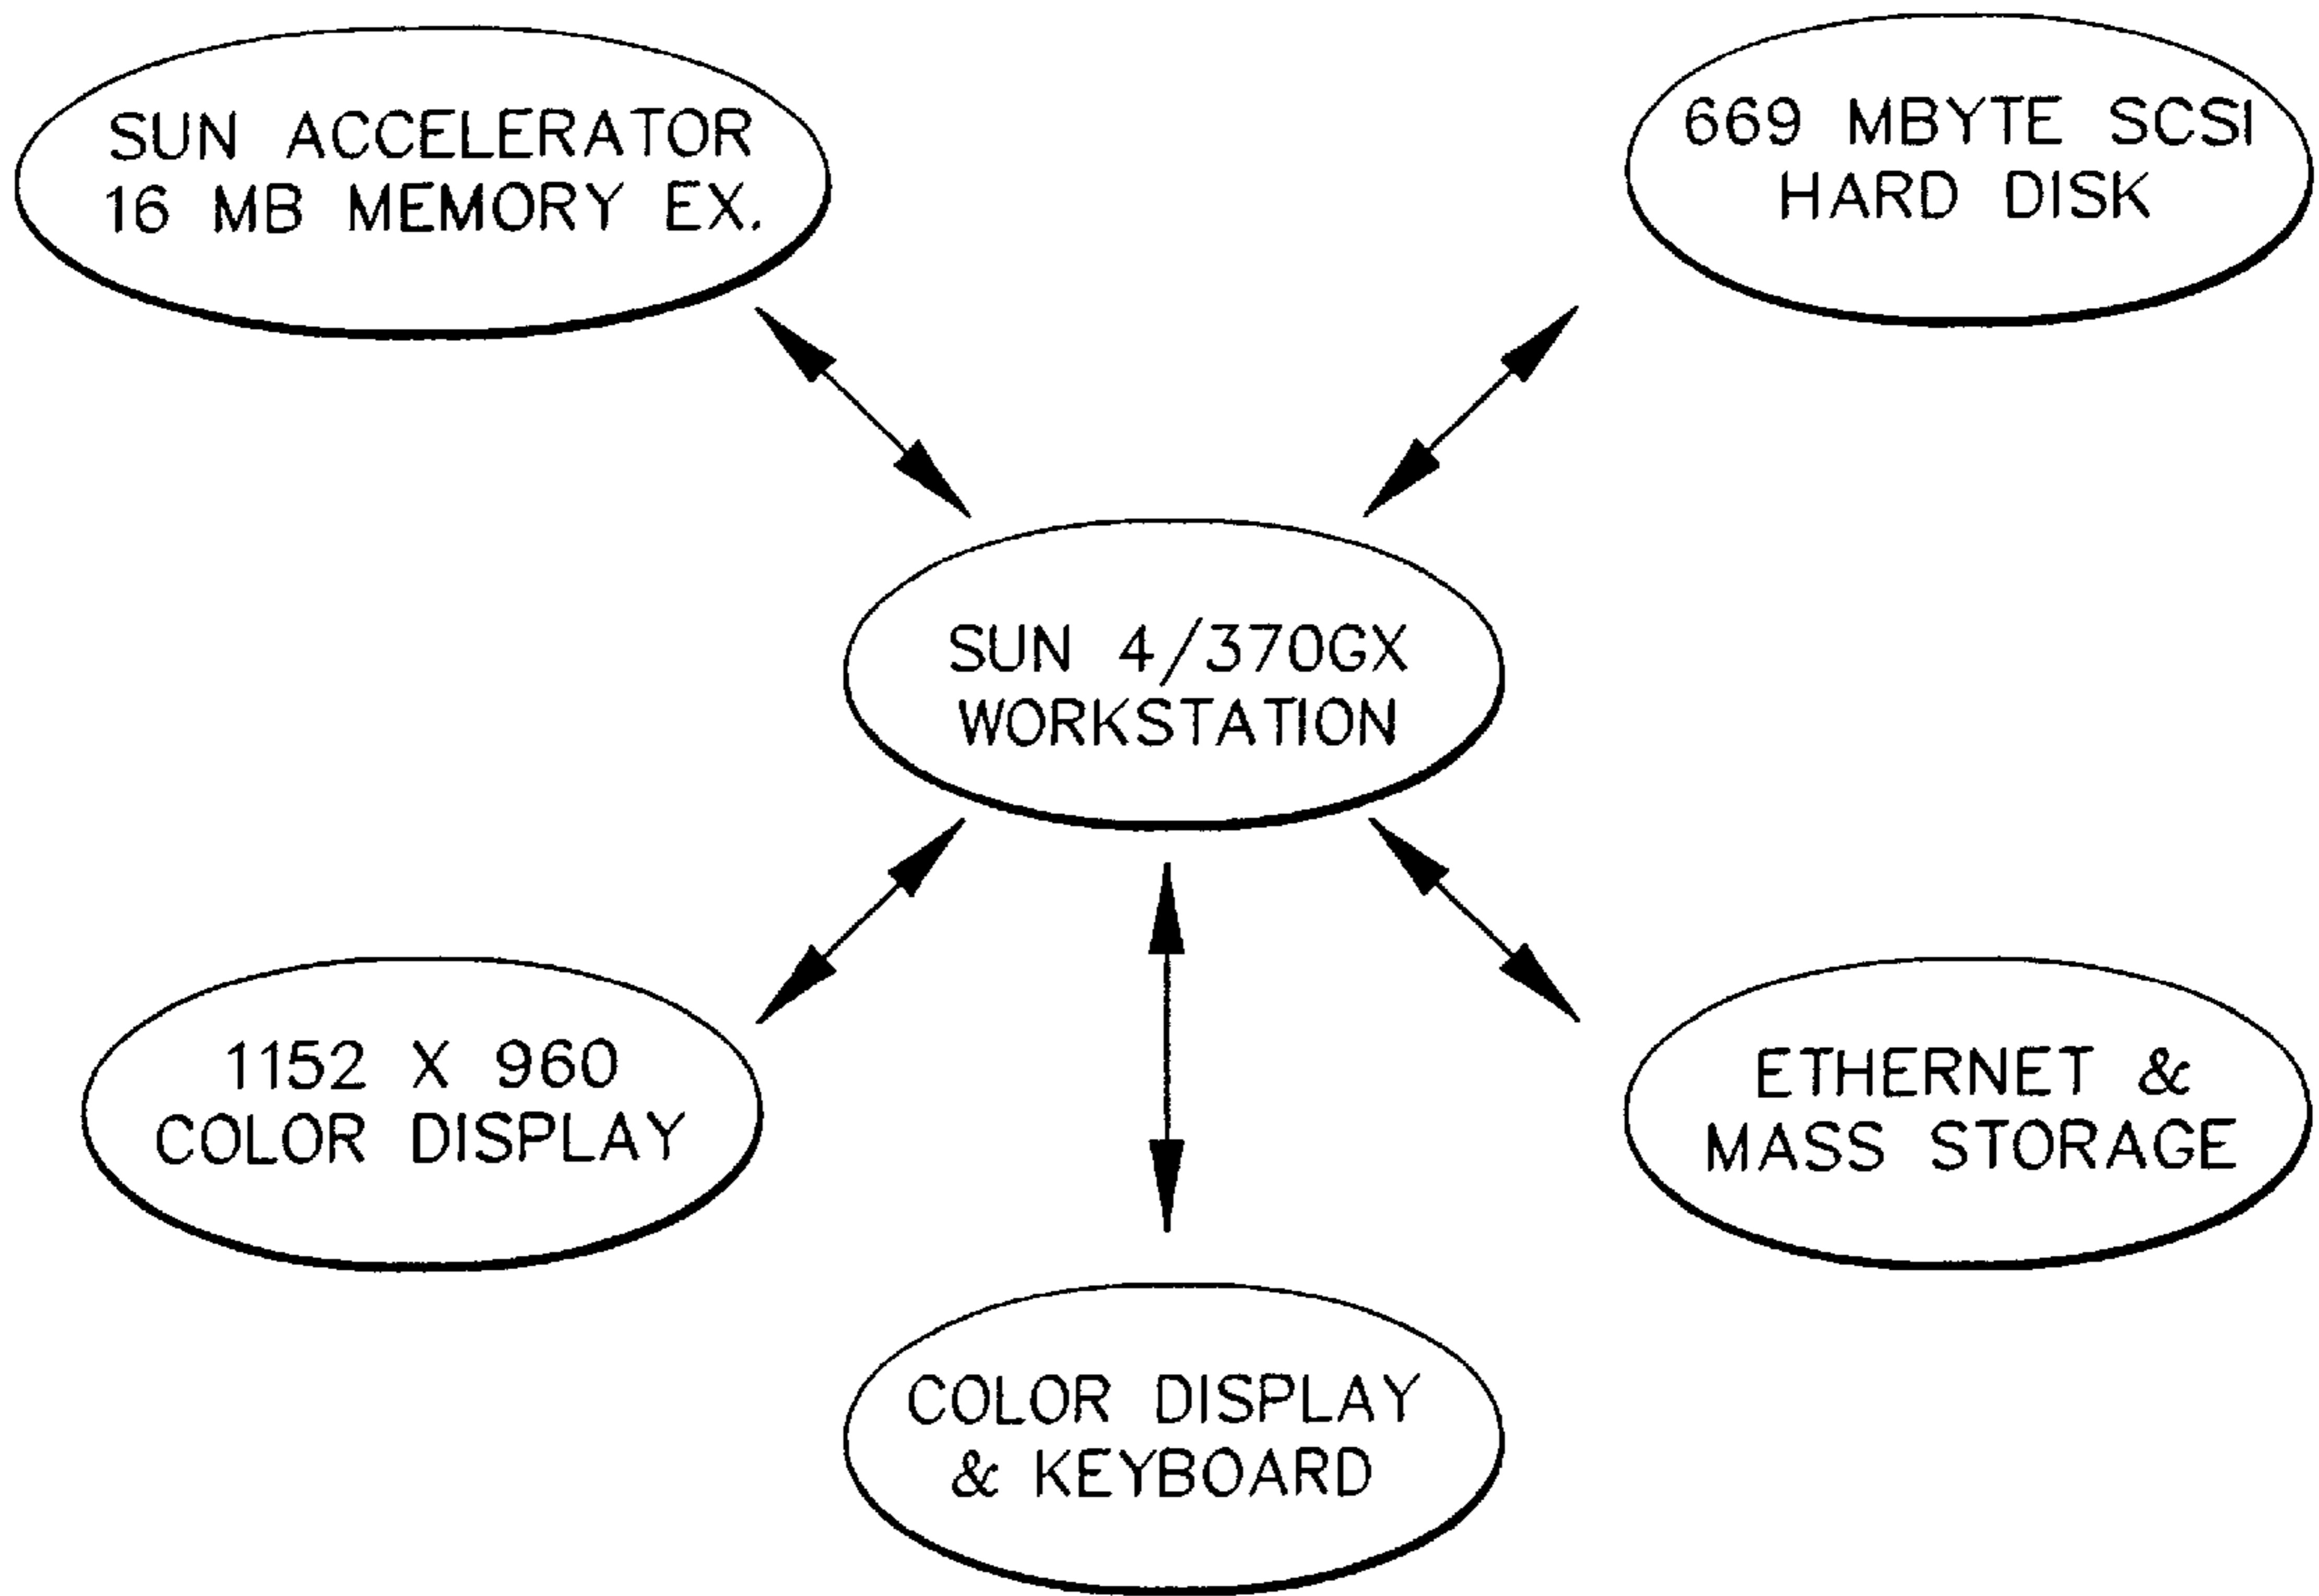 SUN ACCELERATOR
16 MB MEMORY EX.
669 MBYTE SCSI
HARD DISK
SUN 4/370GX
WORKSTATION
1152 X 960
COLOR DISPLAY
ETHERNET &
MASS STORAGE
COLOR DISPLAY
& KEYBOARD